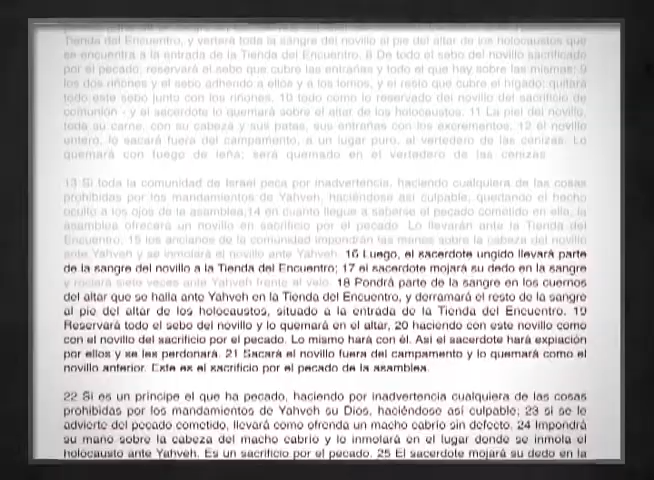 Tienda del Encuentro, y verterá toda la sangre del novillo al pie del altar de los holocaustos que
se encuentra a la entrada de la Tienda del Encuentro. 8 De todo el sebo del novillo sacrificado
por el pecado, reservará el sebo que cubre las entrañas y todo el que hay sobre las mismas; 9
los dos riñones y el sebo adherido a ellos y a los lomos, y el resto que cubre el hígado; quitará
todo este sebo junto con los riñones, 10 todo como lo reservado del novillo del sacrificio de
comunión - y el sacerdote lo quemará sobre el altar de los holocaustos. 11 La piel del novillo,
toda su carne, con su cabeza y sus patas, sus entrañas con los excrementos, 12 el novillo
entero, lo sacará fuera del campamento, a un lugar puro, al vertedero de las cenizas. Lo
quemará con fuego de leña; será quemado en el vertedero de las cenizas
13 Si toda la comunidad de Israel peca por inadvertencia, haciendo cualquiera de las cosas
prohibidas por los mandamientos de Yahveh, haciéndose así culpable, quedando el hecho
oculto a los ojos de la asamblea,14 en cuanto llegue a saberse el pecado cometido en ello, la
asamblea ofrecerá un novillo en sacrificio por el pecado. Lo llevarán ante la Tienda del
Encuentro, 15 los ancianos de la comunidad impondrán las manos sobre la cabeza del novillo
ante Yahveh y se inmolará el novillo ante Yahveh. 16 Luego, el sacerdote ungido llevará parte
de la sangre del novillo a la Tienda del Encuentro; 17 el sacerdote mojará su dedo en la sangre
y rociará siete veces ante Yahveh frente al velo. 18 Pondrá parte de la sangre en los cuernos
del altar que se halla ante Yahveh en la Tienda del Encuentro, y derramará el resto de la sangre
al pie del altar de los holocaustos, situado a la entrada de la Tienda del Encuentro. 19
Reservará todo el sebo del novillo y lo quemará en el altar, 20 haciendo con este novillo como
con el novillo del sacrificio por el pecado. Lo mismo hará con él. Así el sacerdote hará expiación
por ellos y se les perdonará. 21 Sacará el novillo fuera del campamento y lo quemará como el
novillo anterior. Este es el sacrificio por el pecado de la asamblea.
22 Si es un príncipe el que ha pecado, haciendo por inadvertencia cualquiera de las cosas
prohibidas por los mandamientos de Yahveh su Dios, haciéndose así culpable; 23 si se le
advierte del pecado cometido, llevará como ofrenda un macho cabrío sin defecto. 24 Impondrá
su mano sobre la cabeza del macho cabrío y lo inmolará en el lugar donde se inmola el
holocausto ante Yahveh. Es un sacrificio por el pecado. 25 El sacerdote mojará su dedo en la